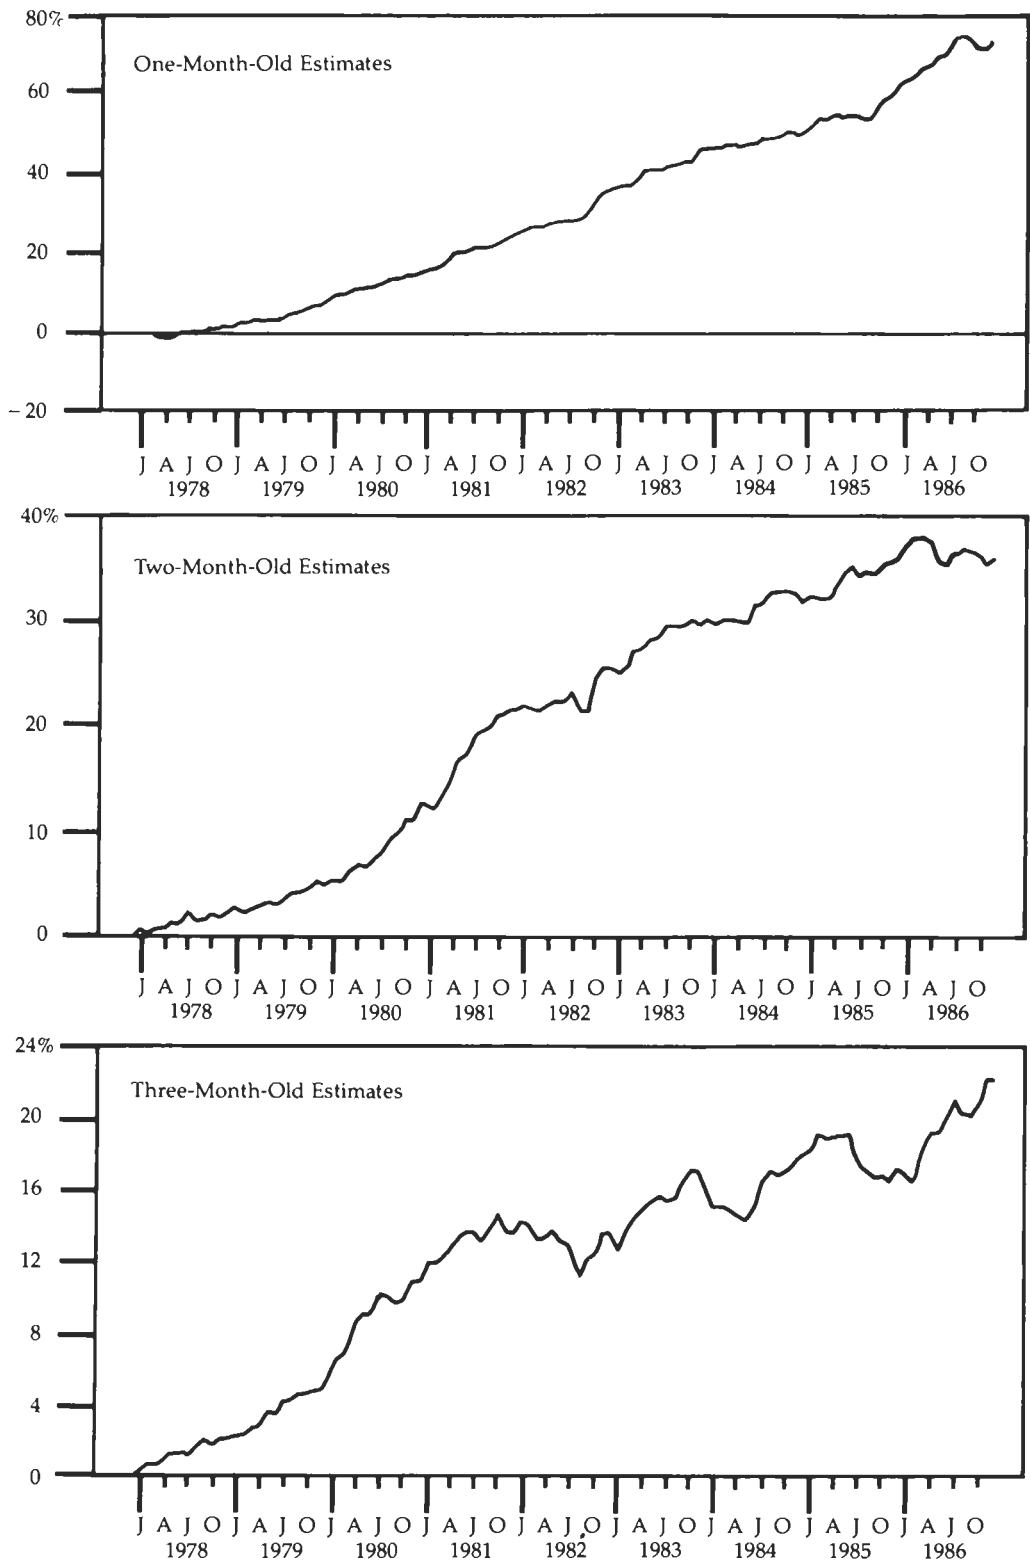 80%
One-Month-Old Estimates
60
40
20
0
– 20
J A J O J A J O J A J O J A J O J A J O J A J O J A J O J A J O J A J O
1978 1979 1980 1981 1982 1983 1984 1985 1986
40%
Two-Month-Old Estimates
30
20
10
0
J A J O J A J O J A J O J A J O J A J O J A J O J A J O J A J O J A J O
1978 1979 1980 1981 1982 1983 1984 1985 1986
24%
Three-Month-Old Estimates
20
16
12
8
4
0
J A J O J A J O J A J O J A J O J A J O J A J O J A J O J A J O J A J O
1978 1979 1980 1981 1982 1983 1984 1985 1986